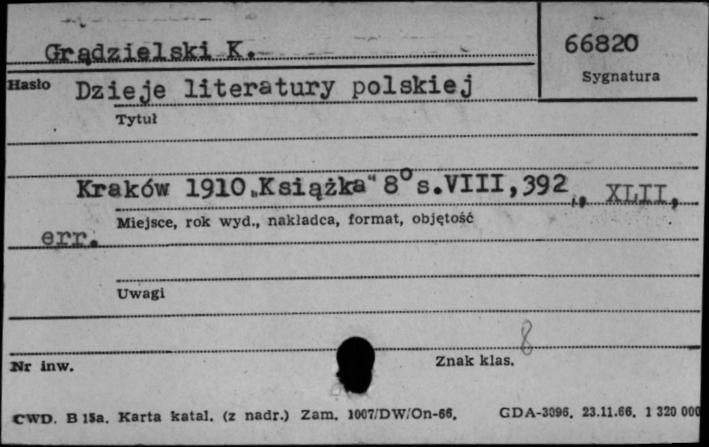 Grądzielski K.
66820
Sygnatura
Hasło Dzieje literatury polskiej
Tytuł
Kraków 1910 „Książka" 8° s.VIII,392 ., XLII,
Miejsce, rok wyd., nakładca, format, objętość
err.
Uwagi
8
Nr inw. Znak klas.
CWD. B 15a. Karta katal. (z nadr.) Zam. 1007/DW/On-66. GDA-3096. 23.11.66. 1 320 000